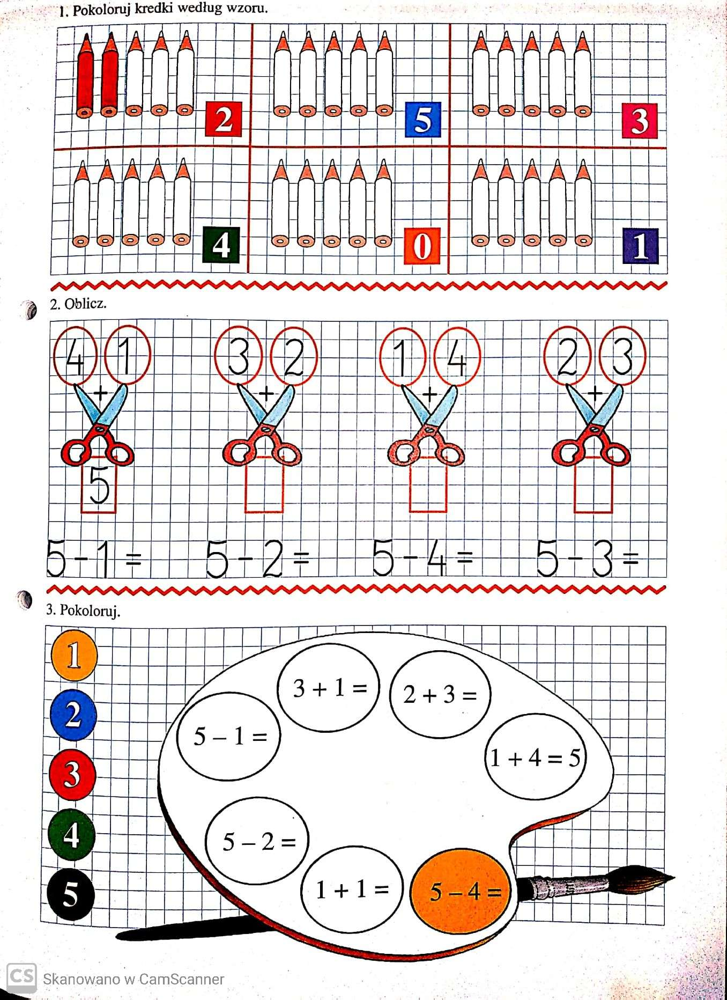 1. Pokoloruj kredki według wzoru.
2 5 3
4 0 1
2. Oblicz.
4 1 3 2 1 4 2 3
+ + + +
5
5 - 1 = 5 - 2 = 5 - 4 = 5 - 3 =
3. Pokoloruj.
1
2
3
4
5
3 + 1 =
2 + 3 =
5 – 1 =
1 + 4 = 5
5 – 2 =
1 + 1 =
5 – 4 =
CS Skanowano w CamScanner